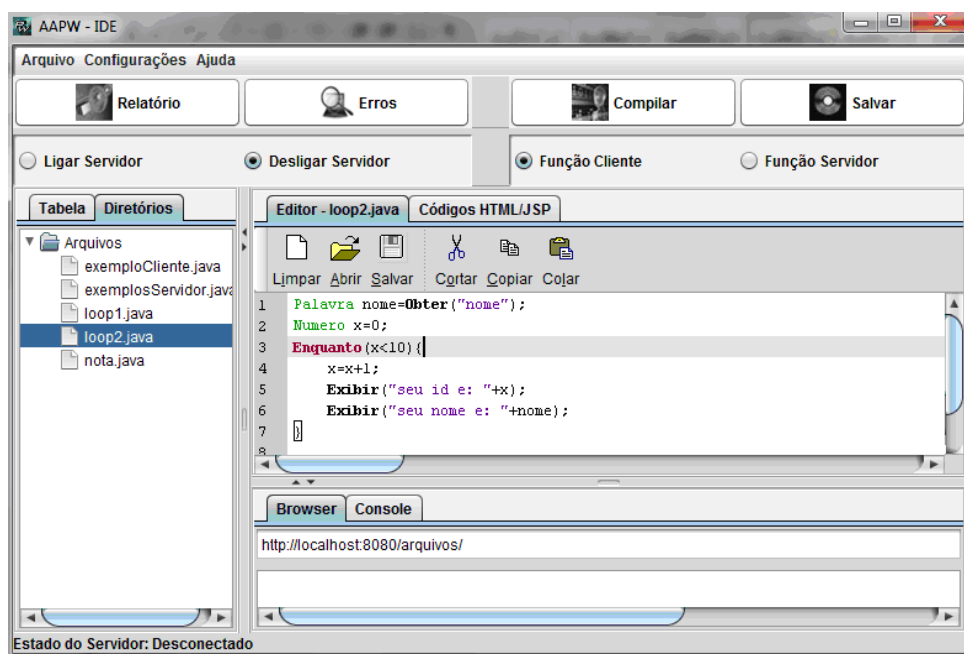 AAPW - IDE
Arquivo Configurações Ajuda
Relatório Erros Compilar Salvar
Ligar Servidor Desligar Servidor Função Cliente Função Servidor
Tabela Diretórios
Arquivos
exemploCliente.java
exemplosServidor.java
loop1.java
loop2.java
nota.java
Editor - loop2.java Códigos HTML/JSP
Limpar Abrir Salvar Cortar Copiar Colar
1 Palavra nome=Obter("nome");
2 Numero x=0;
3 Enquanto(x<10){
4 x=x+1;
5 Exibir("seu id e: "+x);
6 Exibir("seu nome e: "+nome);
7 }
8
Browser Console
http://localhost:8080/arquivos/
Estado do Servidor: Desconectado